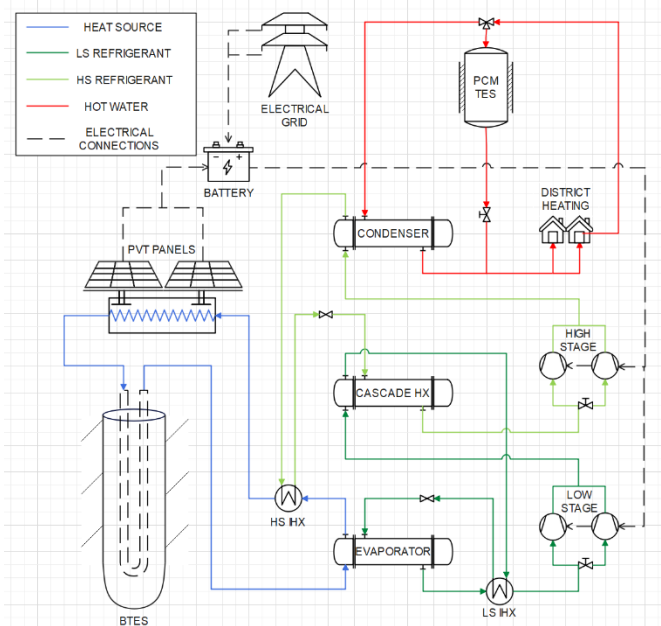 HEAT SOURCE
LS REFRIGERANT
HS REFRIGERANT
HOT WATER
ELECTRICAL
CONNECTIONS
ELECTRICAL
GRID
PCM
TES
- +
BATTERY
DISTRICT
HEATING
CONDENSER
PVT PANELS
HIGH
STAGE
CASCADE HX
LOW
STAGE
HS IHX
EVAPORATOR
LS IHX
BTES